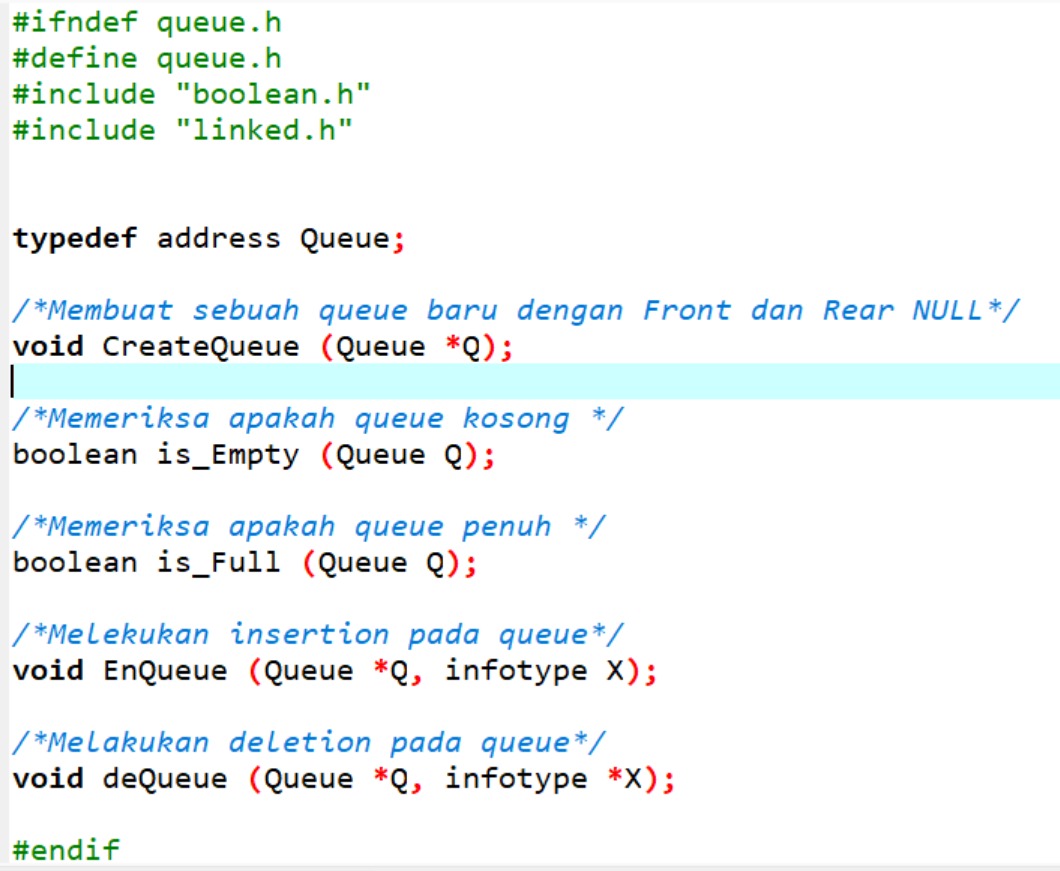 #ifndef queue.h
#define queue.h
#include "boolean.h"
#include "linked.h"
typedef address Queue;
/*Membuat sebuah queue baru dengan Front dan Rear NULL*/
void CreateQueue (Queue *Q);
/*Memeriksa apakah queue kosong */
boolean is_Empty (Queue Q);
/*Memeriksa apakah queue penuh */
boolean is_Full (Queue Q);
/*Melekukan insertion pada queue*/
void EnQueue (Queue *Q, infotype X);
/*Melakukan deletion pada queue*/
void deQueue (Queue *Q, infotype *X);
#endif